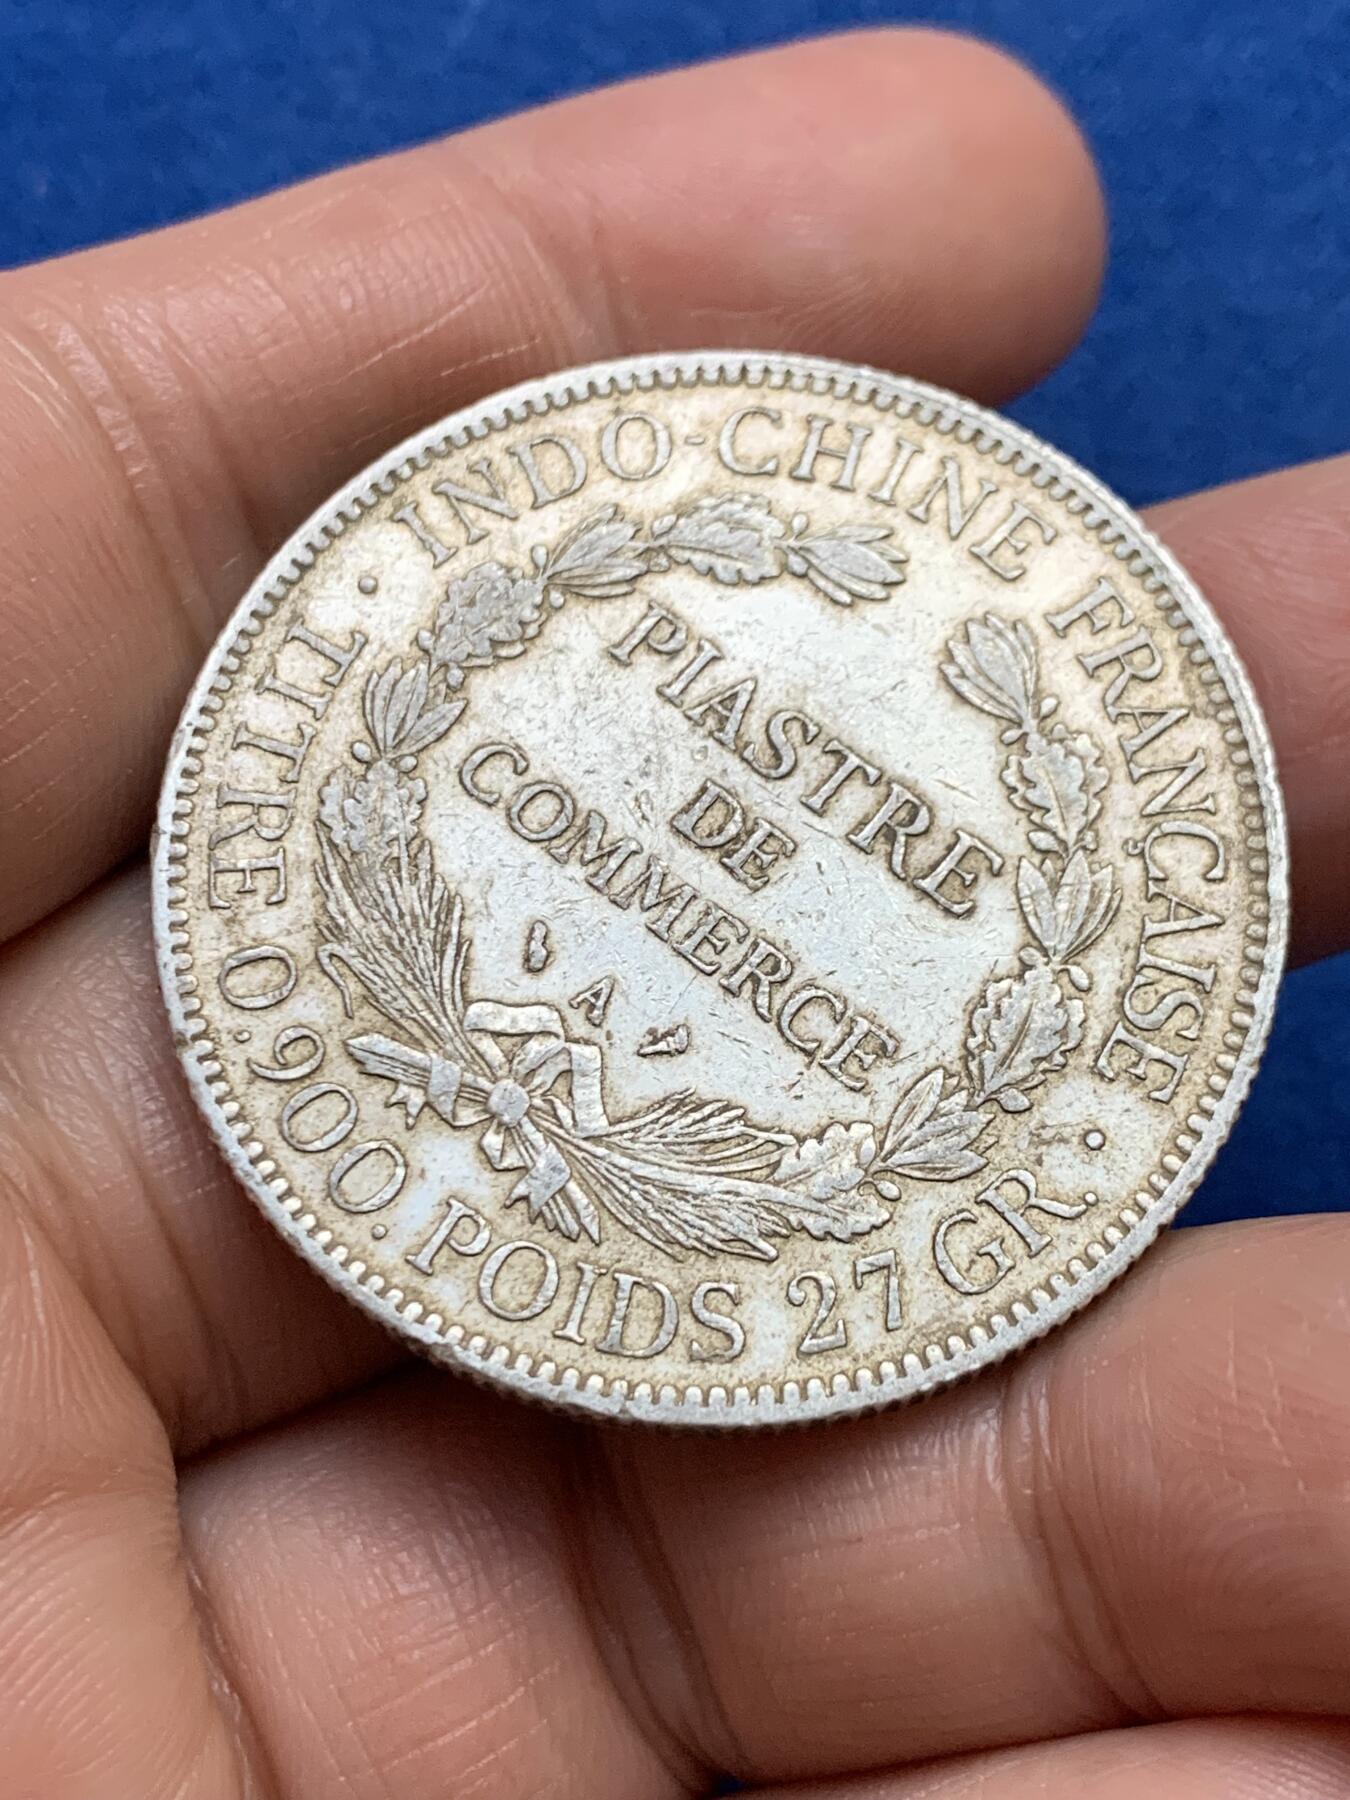 · INDO-CHINE FRANÇAISE ·
TITRE 0,900. POIDS 27 GR.
PIASTRE
DE
COMMERCE
A